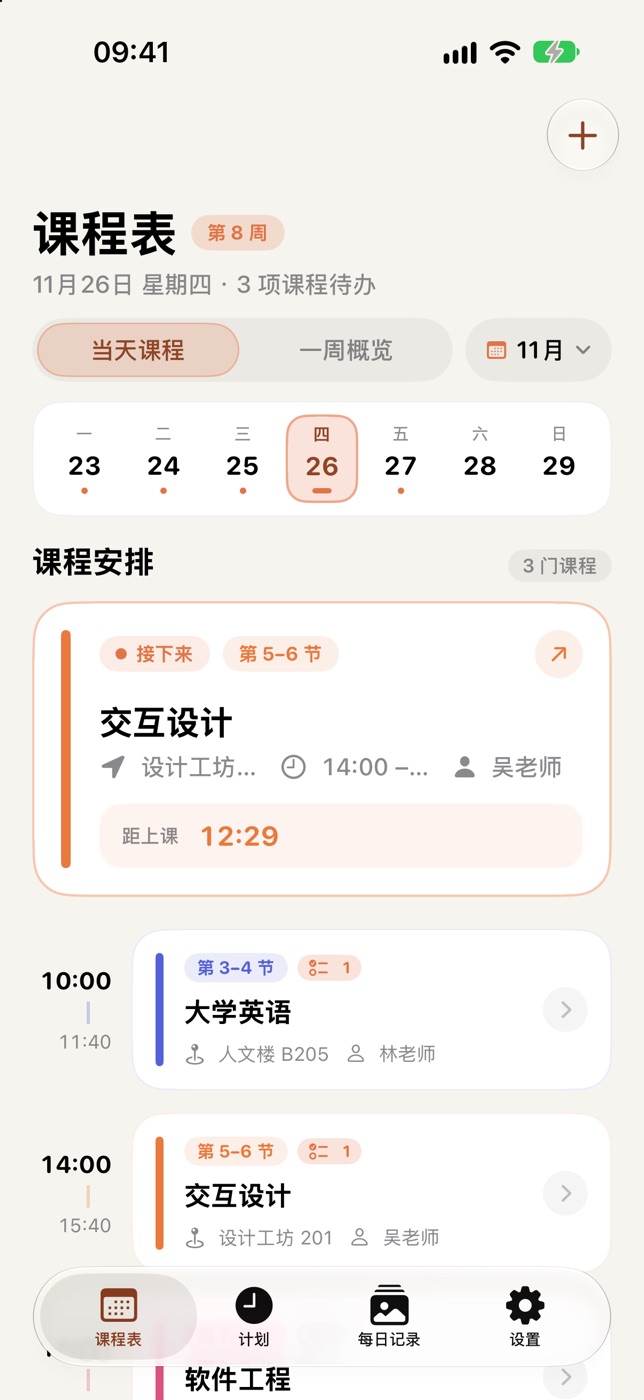 09:41
课程表 第 8 周
11月26日 星期四 · 3 项课程待办
当天课程 一周概览 11月
一 二 三 四 五 六 日
23 24 25 26 27 28 29
课程安排 3 门课程
接下来 第 5–6 节
交互设计
设计工坊... 14:00 –... 吴老师
距上课 12:29
第 3–4 节 1
10:00
大学英语
11:40
人文楼 B205 林老师
第 5–6 节 1
14:00
交互设计
15:40
设计工坊 201 吴老师
课程表 计划 每日记录 设置
软件工程